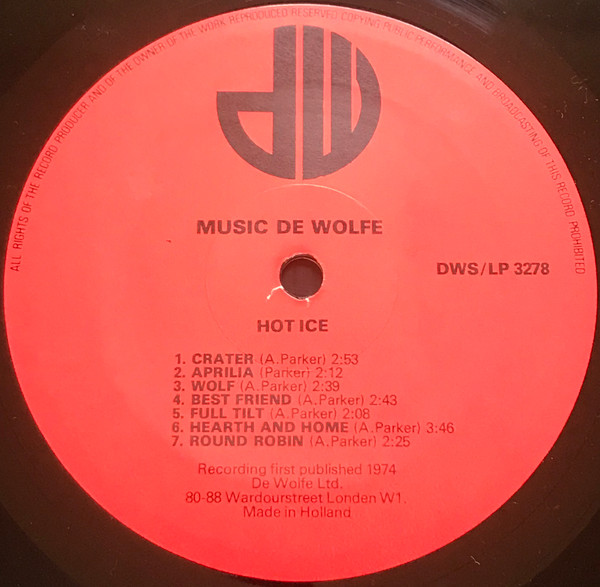 ALL RIGHTS OF THE RECORD PRODUCER AND OF THE OWNER OF THE WORK REPRODUCED RESERVED COPYING PUBLIC PERFORMANCE AND BROADCASTING OF THIS RECORD PROHIBITED
dW
MUSIC DE WOLFE
DWS/LP 3278
HOT ICE
1. CRATER (A.Parker) 2:53
2. APRILIA (Parker) 2:12
3. WOLF (A.Parker) 2:39
4. BEST FRIEND (A.Parker) 2:43
5. FULL TILT (A.Parker) 2:08
6. HEARTH AND HOME (A.Parker) 3:46
7. ROUND ROBIN (A.Parker) 2:25
Recording first published 1974
De Wolfe Ltd.
80-88 Wardourstreet Londen W1.
Made in Holland